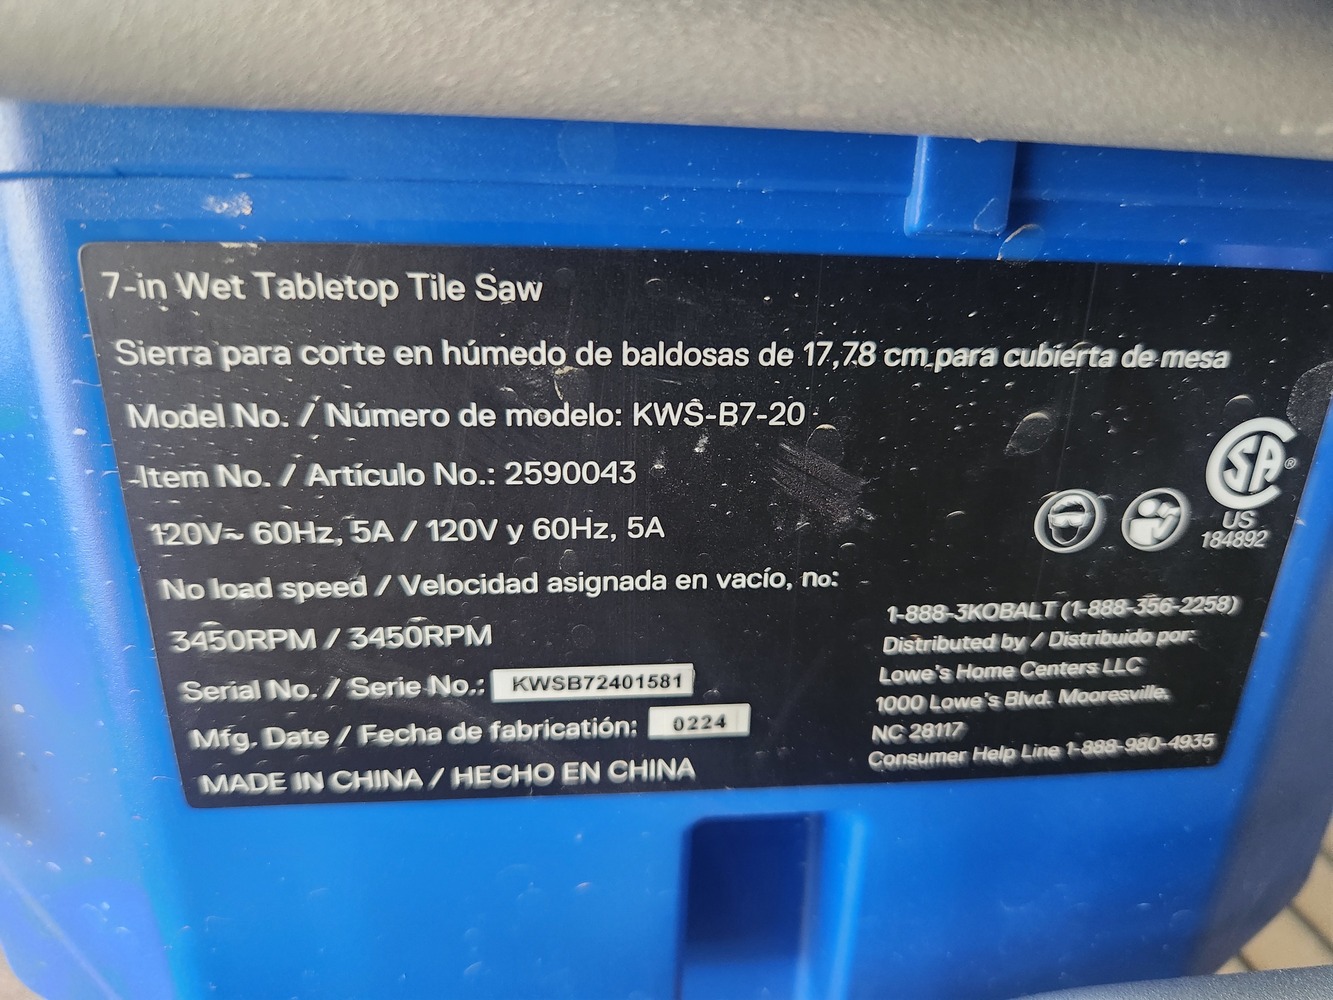 7-in Wet Tabletop Tile Saw
Sierra para corte en húmedo de baldosas de 17,78 cm para cubierta de mesa
Model No. / Número de modelo: KWS-B7-20
Item No. / Artículo No.: 2590043
120V~ 60Hz, 5A / 120V y 60Hz, 5A
No load speed / Velocidad asignada en vacío, no:
3450RPM / 3450RPM
Serial No. / Serie No.: KWSB72401581
Mfg. Date / Fecha de fabricatión: 0224
MADE IN CHINA / HECHO EN CHINA
CSA®
US
184892
1-888-3KOBALT (1-888-356-2258)
Distributed by / Distribuido por:
Lowe's Home Centers LLC
1000 Lowe's Blvd. Mooresville,
NC 28117
Consumer Help Line 1-888-980-4935